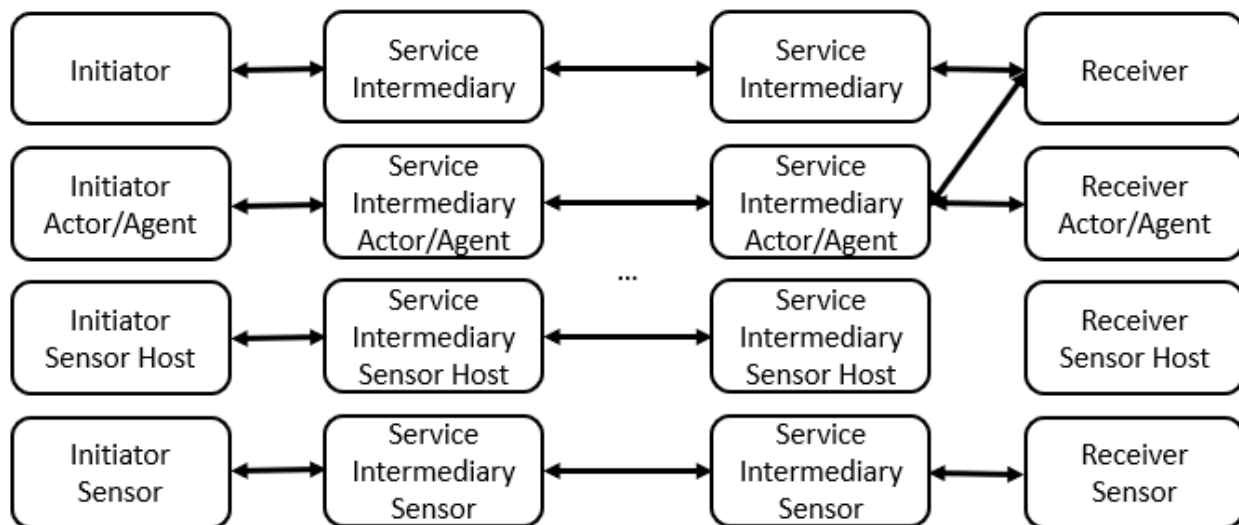 Initiator
Service
Intermediary
Service
Intermediary
Receiver
Initiator
Actor/Agent
Service
Intermediary
Actor/Agent
Service
Intermediary
Actor/Agent
Receiver
Actor/Agent
...
Initiator
Sensor Host
Service
Intermediary
Sensor Host
Service
Intermediary
Sensor Host
Receiver
Sensor Host
Initiator
Sensor
Service
Intermediary
Sensor
Service
Intermediary
Sensor
Receiver
Sensor